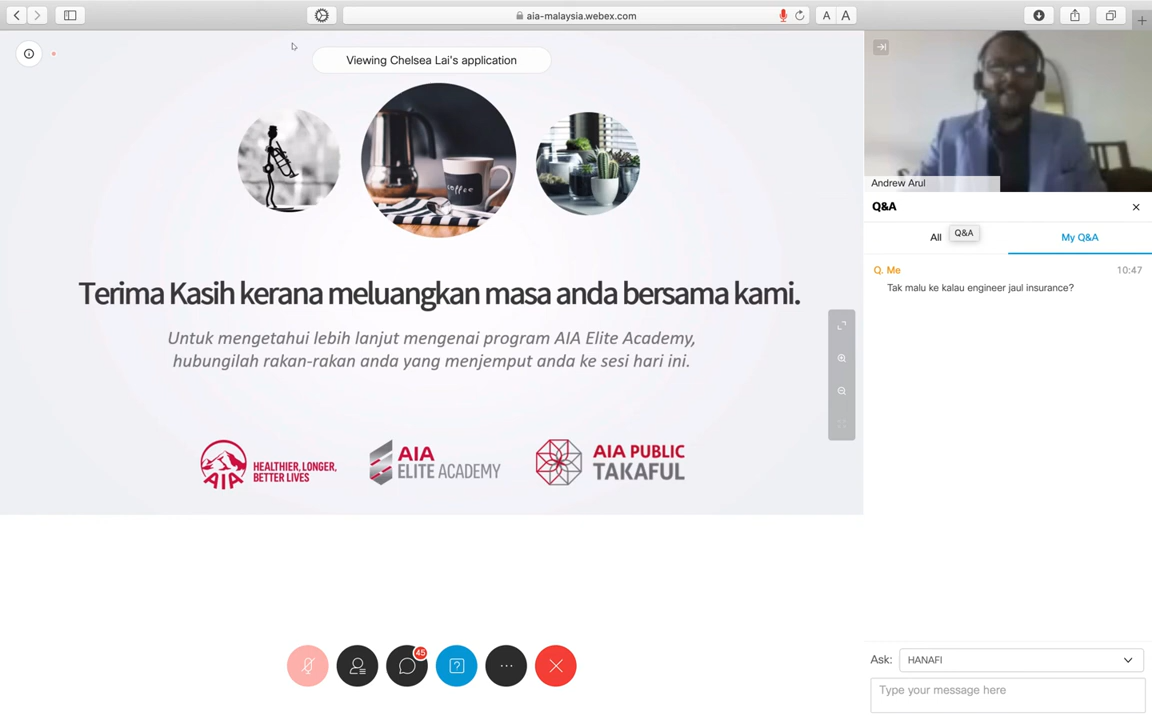 aia-malaysia.webex.com
A A
Viewing Chelsea Lai's application
coffee
Terima Kasih kerana meluangkan masa anda bersama kami.
Untuk mengetahui lebih lanjut mengenai program AIA Elite Academy,
hubungilah rakan-rakan anda yang menjemput anda ke sesi hari ini.
AIA
HEALTHIER, LONGER,
BETTER LIVES
AIA
ELITE ACADEMY
AIA PUBLIC
TAKAFUL
45
Andrew Arul
Q&A
All
Q&A
My Q&A
Q. Me
10:47
Tak malu ke kalau engineer jaul insurance?
Ask:
HANAFI
Type your message here